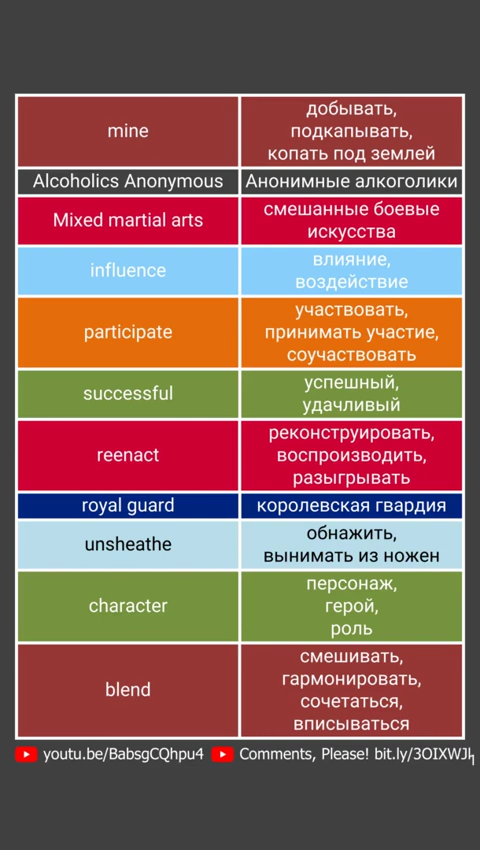 mine
добывать,
подкапывать,
копать под землей
Alcoholics Anonymous
Анонимные алкоголики
Mixed martial arts
смешанные боевые
искусства
influence
влияние,
воздействие
participate
участвовать,
принимать участие,
соучаствовать
successful
успешный,
удачливый
reenact
реконструировать,
воспроизводить,
разыгрывать
royal guard
королевская гвардия
unsheathe
обнажить,
вынимать из ножен
character
персонаж,
герой,
роль
blend
смешивать,
гармонировать,
сочетаться,
вписываться
youtu.be/BabsgCQhpu4
Comments, Please!